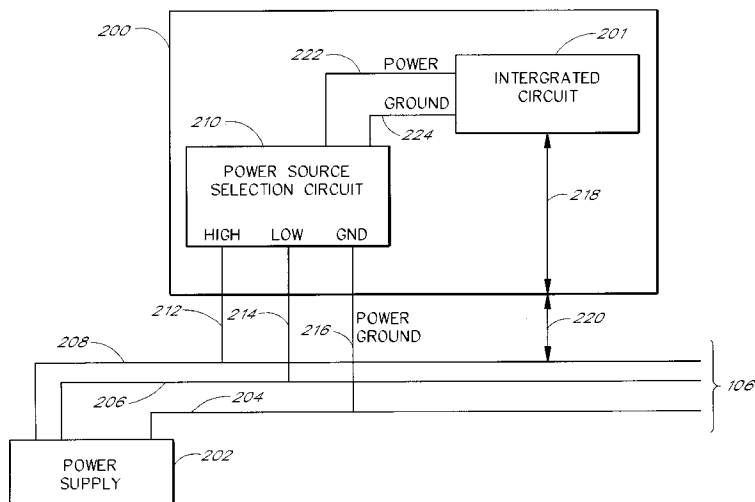 200
222
POWER
201
INTERGRATED
CIRCUIT
GROUND
210
224
POWER SOURCE
SELECTION CIRCUIT
218
HIGH
LOW
GND
212
214
216
POWER
GROUND
220
208
206
204
106
POWER
SUPPLY
202